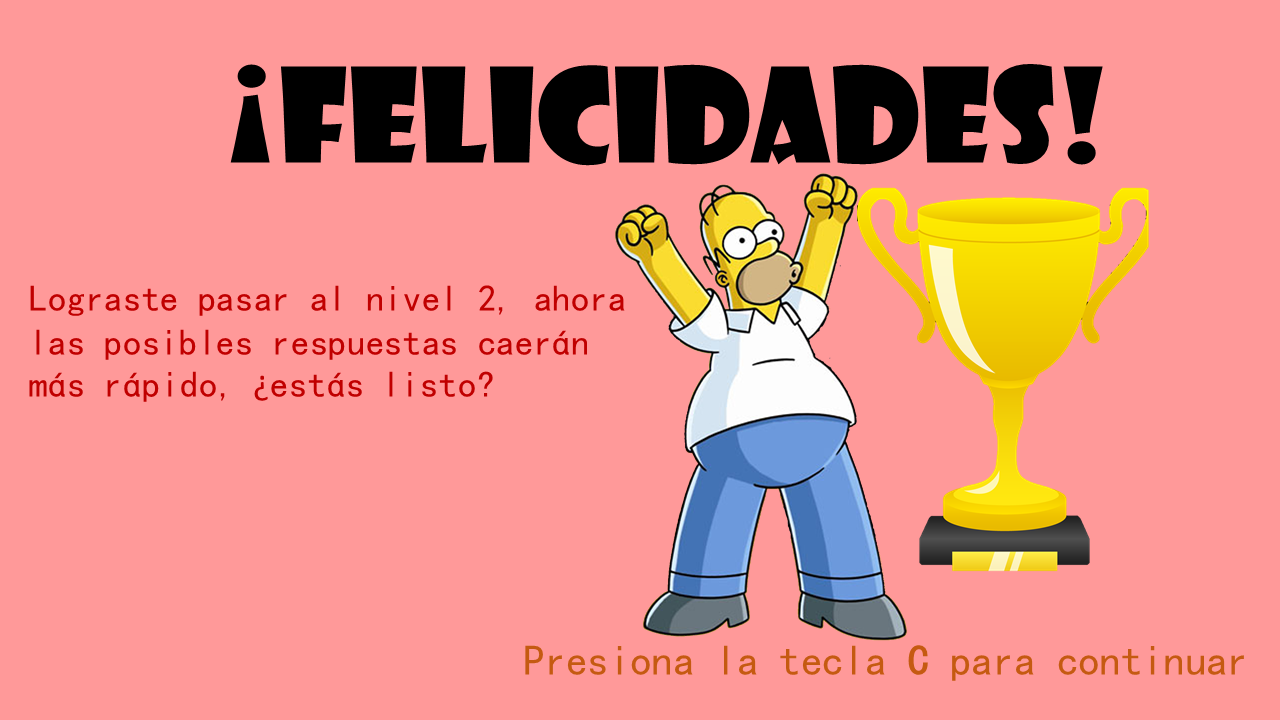 ¡FELICIDADES!
Lograste pasar al nivel 2, ahora
las posibles respuestas caerán
más rápido, ¿estás listo?
Presiona la tecla C para continuar